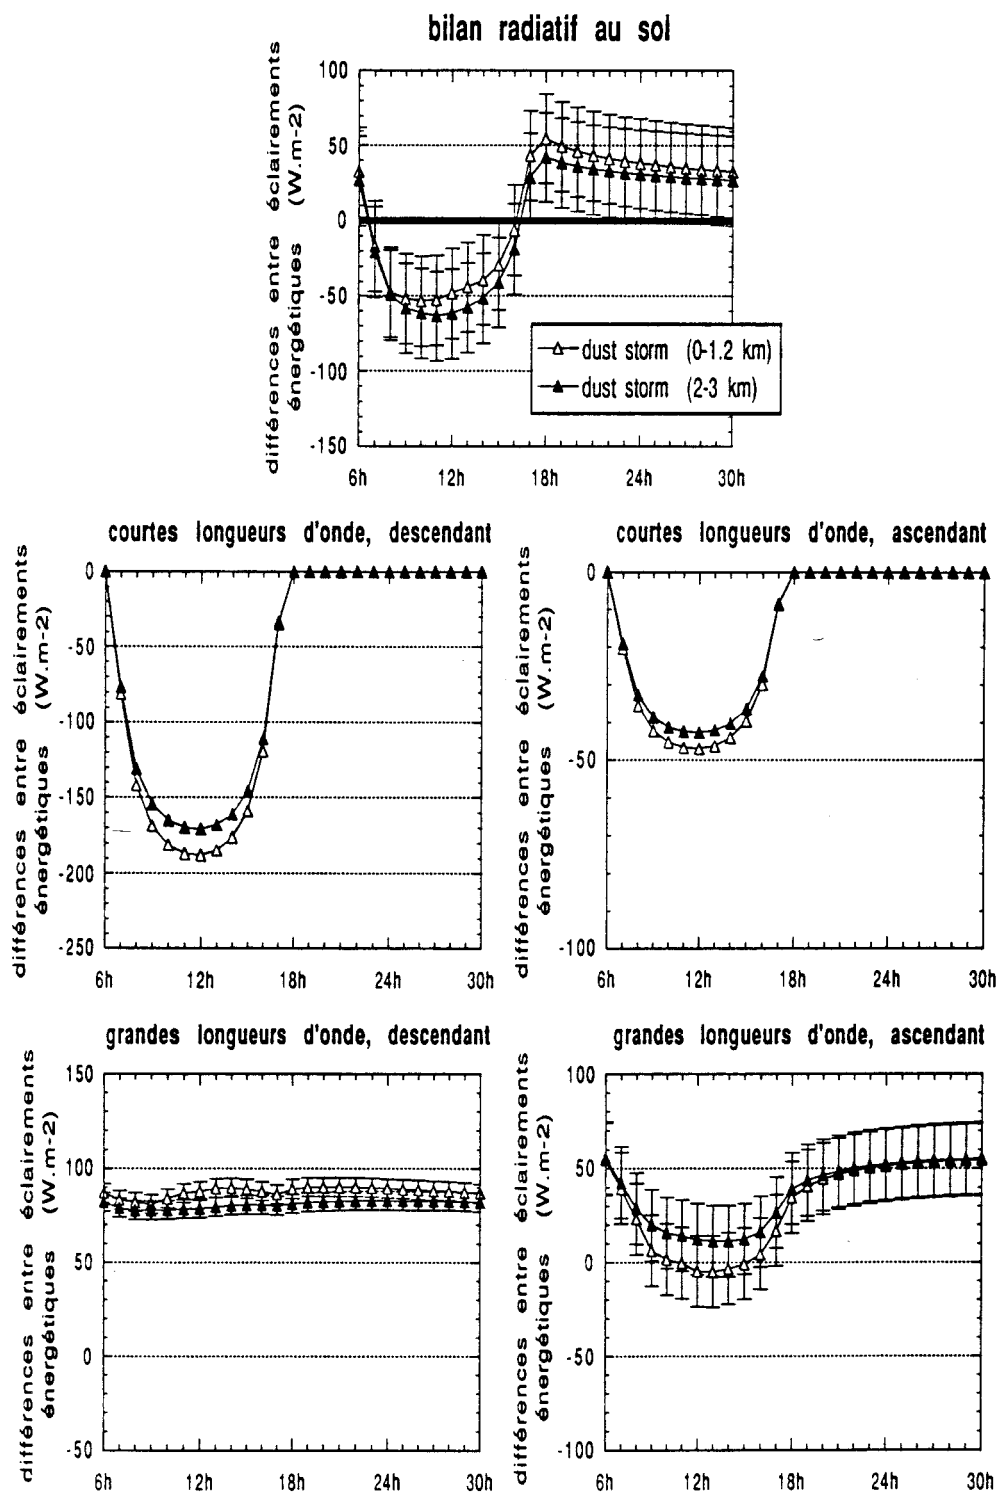 bilan radiatif au sol
différences entre éclairements
énergétiques (W.m-2)
100
50
0
-50
-100
-150
6h 12h 18h 24h 30h
dust storm (0-1.2 km)
dust storm (2-3 km)
courtes longueurs d'onde, descendant
différences entre éclairements
énergétiques (W.m-2)
0
-50
-100
-150
-200
-250
6h 12h 18h 24h 30h
courtes longueurs d'onde, ascendant
différences entre éclairements
énergétiques (W.m-2)
0
-50
-100
6h 12h 18h 24h 30h
grandes longueurs d'onde, descendant
différences entre éclairements
énergétiques (W.m-2)
150
100
50
0
-50
6h 12h 18h 24h 30h
grandes longueurs d'onde, ascendant
différences entre éclairements
énergétiques (W.m-2)
100
50
0
-50
-100
6h 12h 18h 24h 30h